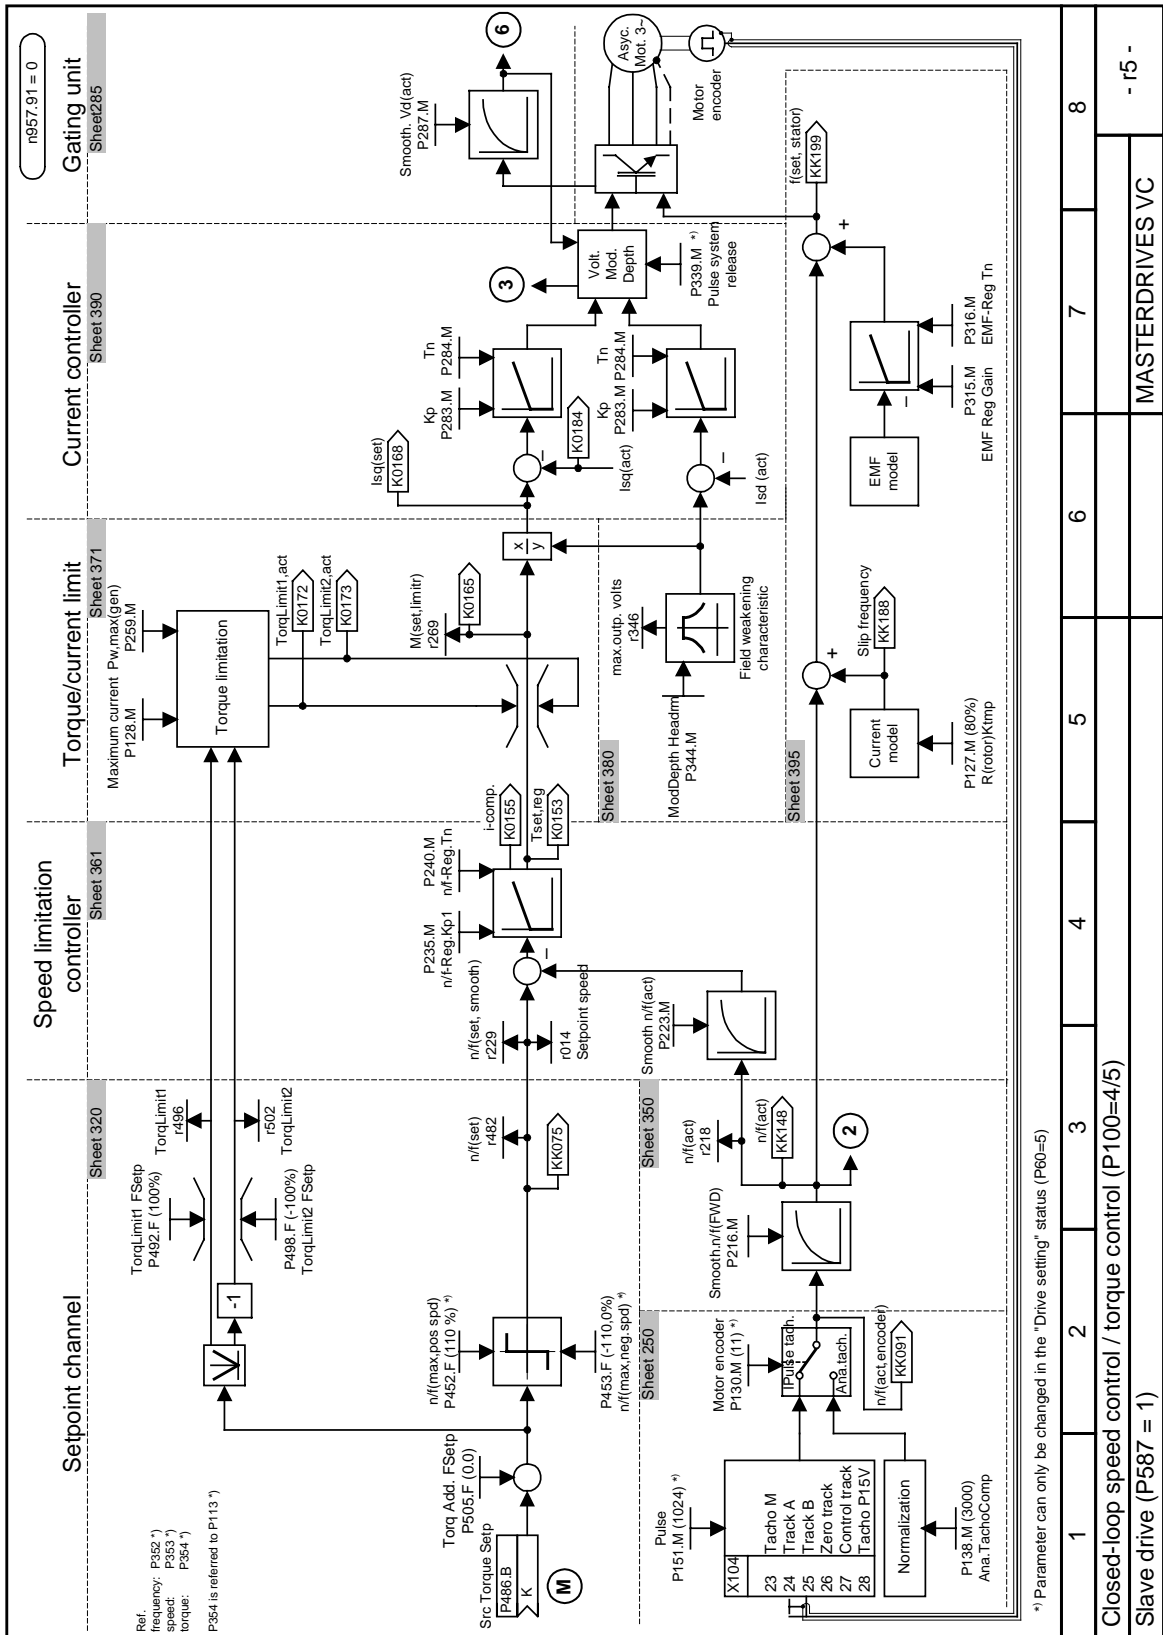 n957.91 = 0
Setpoint channel
Speed limitation
controller
Torque/current limit
Current controller
Gating unit
Sheet 320
Sheet 361
Sheet 371
Sheet 390
Sheet285
Ref.
frequency: P352 *)
speed: P353 *)
torque: P354 *)
P354 is referred to P113 *)
Src Torque Setp
P486.B
K
M
Torq Add. FSetp
P505.F (0.0)
-1
TorqLimit1 FSetp
P492.F (100%)
P498.F (-100%)
TorqLimit2 FSetp
TorqLimit1
r496
r502
TorqLimit2
n/f(max,pos spd)
P452.F (110 %) *)
P453.F (-110,0%)
n/f(max,neg.spd) *)
n/f(set)
r482
KK075
n/f(set, smooth)
r229
r014
Setpoint speed
–
P235.M
n/f-Reg.Kp1
P240.M
n/f-Reg.Tn
i-comp.
K0155
Tset,reg
K0153
Maximum current
P128.M
Pw,max(gen)
P259.M
Torque limitation
TorqLimit1,act
K0172
TorqLimit2,act
K0173
M(set,limitr)
r269
K0165
x
y
Isq(set)
K0168
–
K0184
Isq(act)
Kp
P283.M
Tn
P284.M
Kp
P283.M
Tn
P284.M
–
Isd (act)
3
Volt.
Mod.
Depth
P339.M *)
Pulse system
release
Smooth. Vd(act)
P287.M
6
Asyc.
Mot. 3~
Motor
encoder
Sheet 380
ModDepth Headrm
P344.M
max.outp. volts
r346
Field weakening
characteristic
Sheet 250
Sheet 350
Sheet 395
Pulse
P151.M (1024) *)
X104
23 Tacho M
24 Track A
25 Track B
26 Zero track
27 Control track
28 Tacho P15V
Normalization
P138.M (3000)
Ana.TachoComp
Motor encoder
P130.M (11) *)
IPulse tach.
Ana.tach.
n/f(act,encoder)
KK091
Smooth.n/f(FWD)
P216.M
n/f(act)
r218
n/f(act)
KK148
2
Smooth n/f(act)
P223.M
Current
model
P127.M (80%)
R(rotor)Ktmp
Slip frequency
KK188
+
EMF
model
–
P315.M
EMF Reg Gain
P316.M
EMF-Reg Tn
+
f(set, stator)
KK199
*) Parameter can only be changed in the "Drive setting" status (P60=5)
1 2 3 4 5 6 7 8
Closed-loop speed control / torque control (P100=4/5)
- r5 -
Slave drive (P587 = 1)
MASTERDRIVES VC